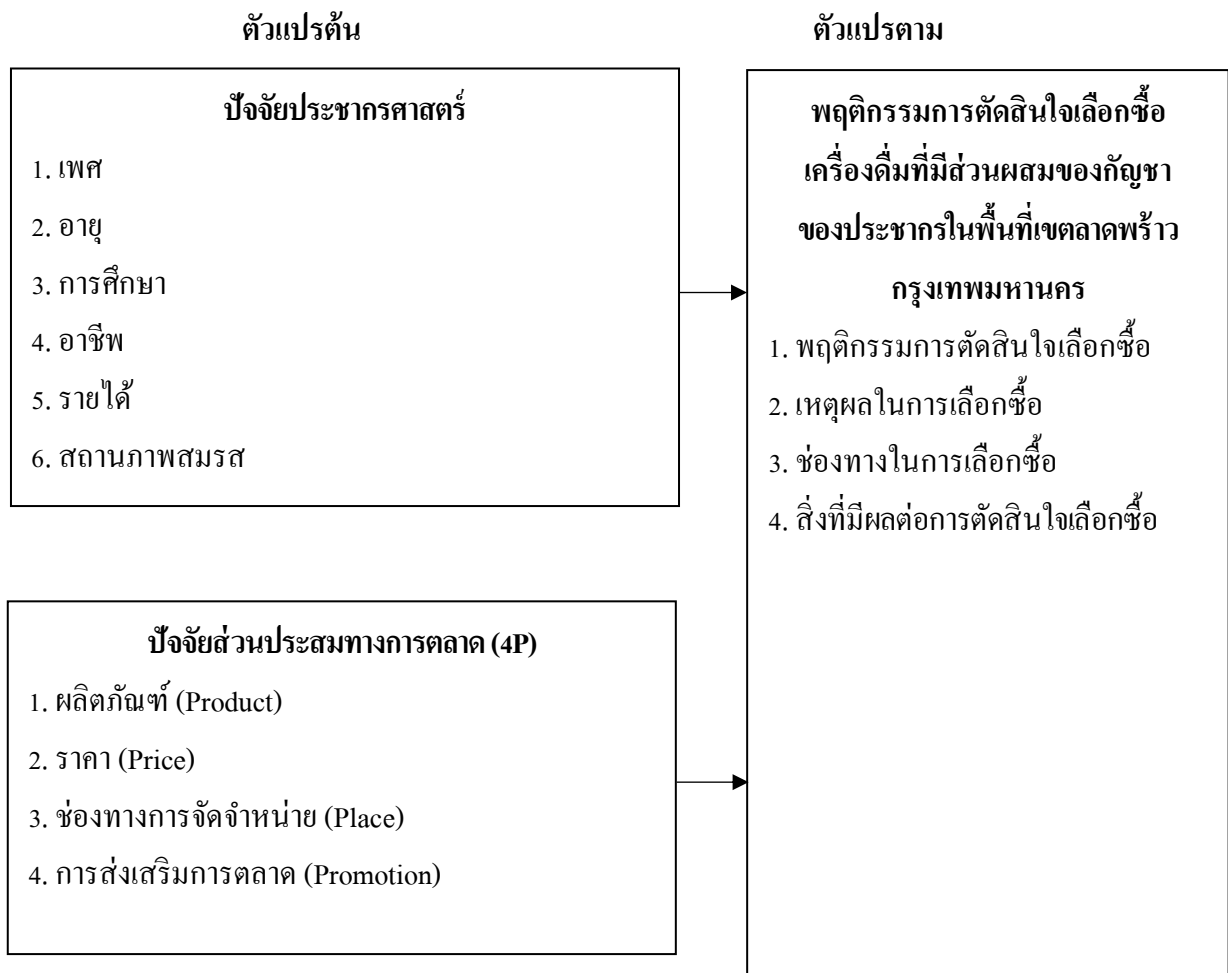 ตัวแปรต้น
ตัวแปรตาม
ปัจจัยประชากรศาสตร์
1. เพศ
2. อายุ
3. การศึกษา
4. อาชีพ
5. รายได้
6. สถานภาพสมรส
ปัจจัยส่วนประสมทางการตลาด (4P)
1. ผลิตภัณฑ์ (Product)
2. ราคา (Price)
3. ช่องทางการจัดจำหน่าย (Place)
4. การส่งเสริมการตลาด (Promotion)
พฤติกรรมการตัดสินใจเลือกซื้อ
เครื่องดื่มที่มีส่วนผสมของกัญชา
ของประชากรในพื้นที่เขตลาดพร้าว
กรุงเทพมหานคร
1. พฤติกรรมการตัดสินใจเลือกซื้อ
2. เหตุผลในการเลือกซื้อ
3. ช่องทางในการเลือกซื้อ
4. สิ่งที่มีผลต่อการตัดสินใจเลือกซื้อ